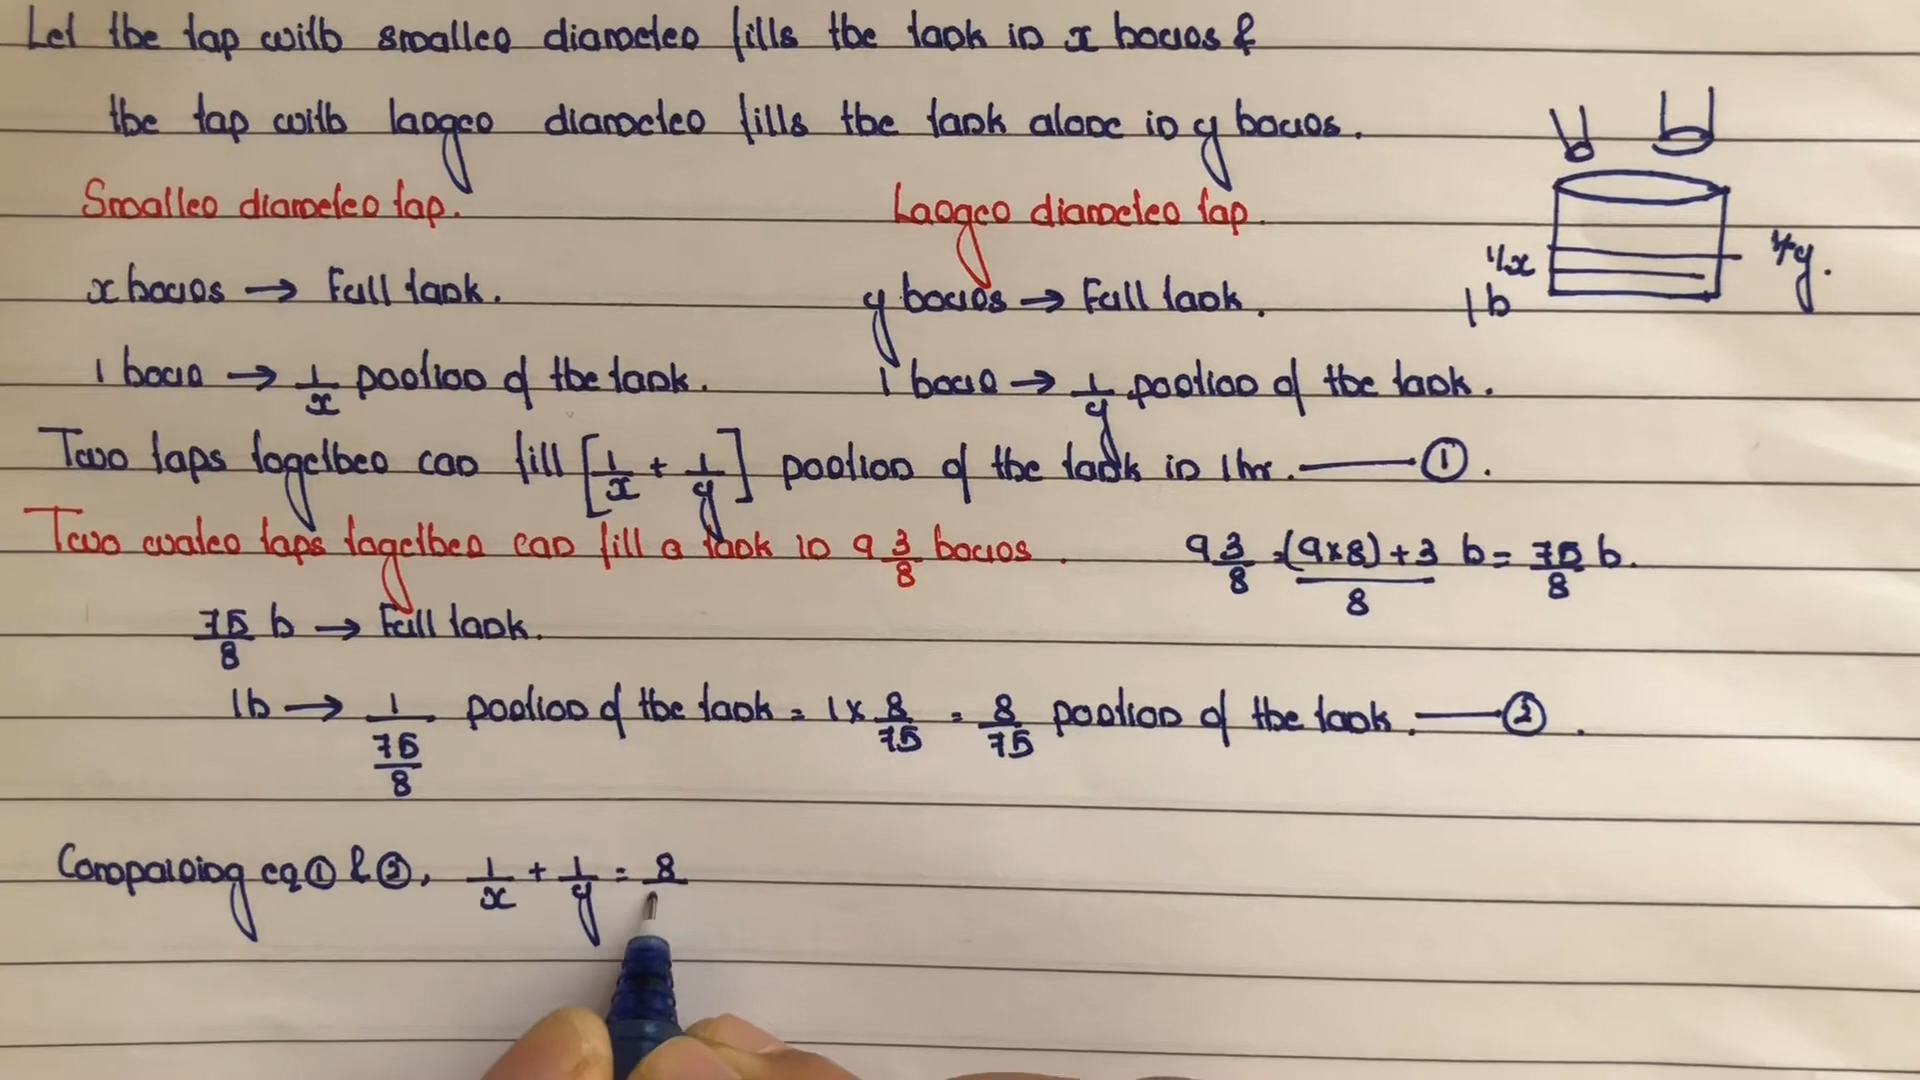 Let the tap with smaller diameter fills the tank in x hours &
the tap with larger diameter fills the tank alone in y hours.
Smaller diameter tap.
Larger diameter tap.
x hours → Full tank.
y hours → Full tank.
1/x
1/y.
1h
1 hour → 1/x portion of the tank.
1 hour → 1/y portion of the tank.
Two taps together can fill [1/x + 1/y] portion of the tank in 1hr. —— ①.
Two water taps together can fill a tank in 9 3/8 hours.
9 3/8 = (9×8)+3/8 h = 75/8 h.
75/8 h → Full tank.
1h → 1/75/8 portion of the tank = 1 × 8/75 = 8/75 portion of the tank. —— ②.
Comparing eq ① & ②, 1/x + 1/y = 8